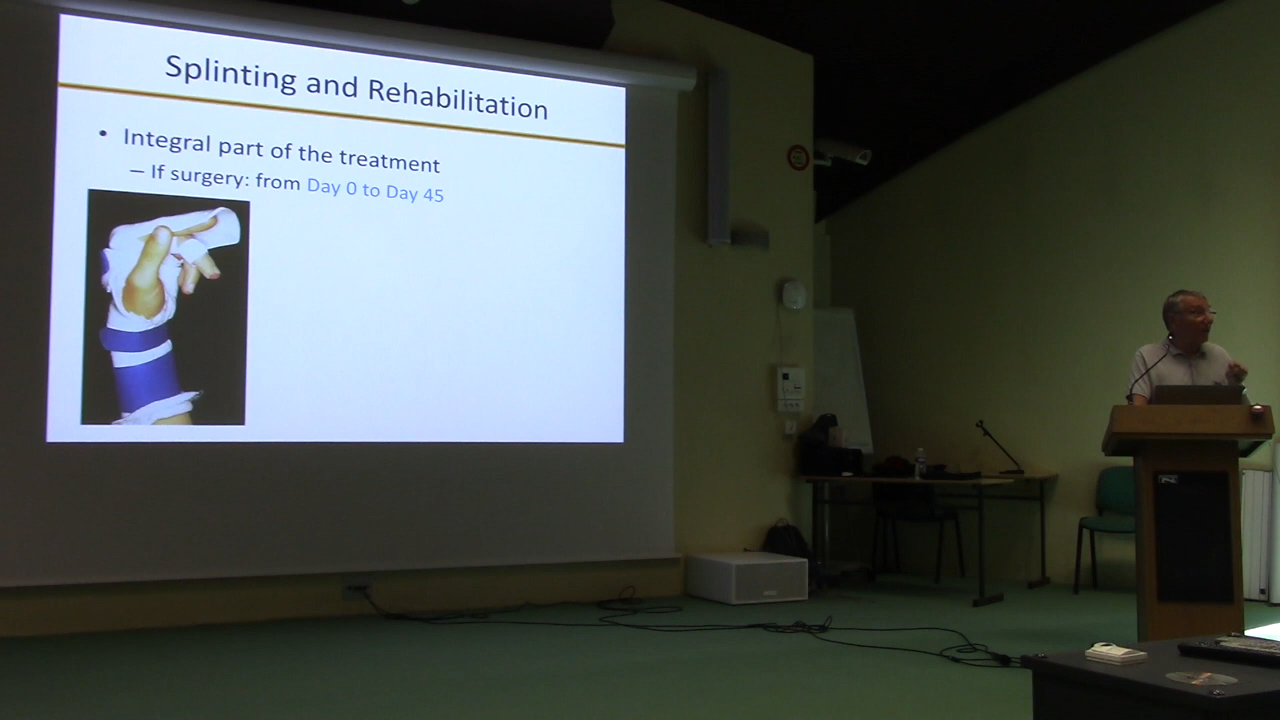 Splinting and Rehabilitation
• Integral part of the treatment
– If surgery: from Day 0 to Day 45